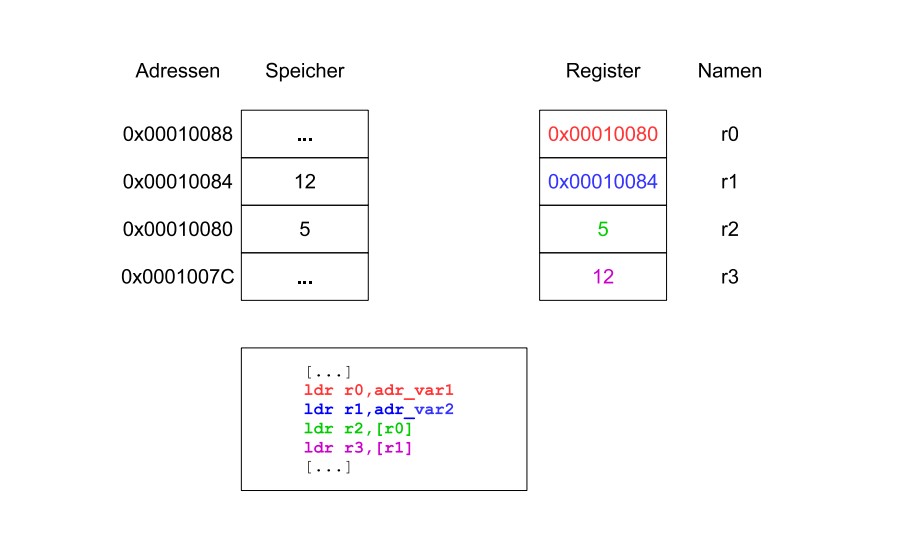 Adressen Speicher Register Namen
0x00010088 ... 0x00010080 r0
0x00010084 12 0x00010084 r1
0x00010080 5 5 r2
0x0001007C ... 12 r3
[...]
ldr r0,adr_var1
ldr r1,adr_var2
ldr r2,[r0]
ldr r3,[r1]
[...]